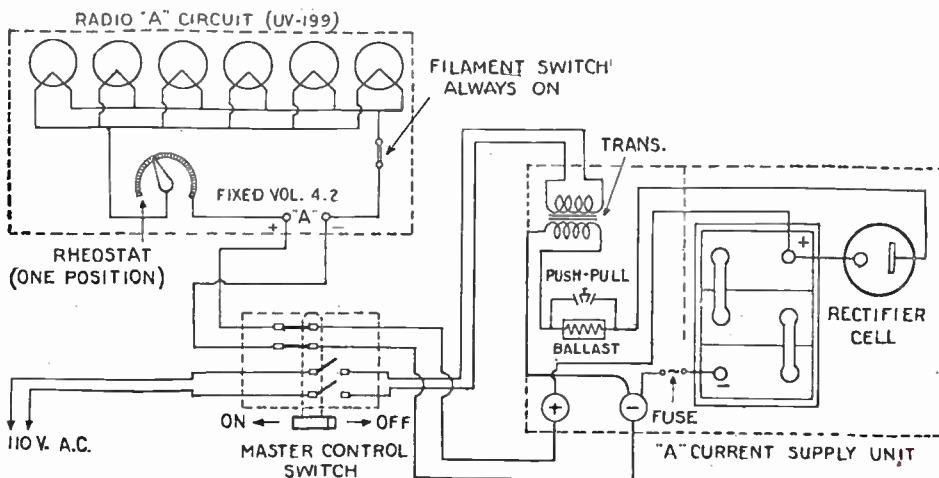 RADIO "A" CIRCUIT (UV-199)
FILAMENT SWITCH
ALWAYS ON
TRANS.
FIXED VOL. 4.2
"A"
+ −
RHEOSTAT
(ONE POSITION)
PUSH-PULL
BALLAST
+
−
RECTIFIER
CELL
+ −
FUSE
ON OFF
110 V. A.C.
MASTER CONTROL
SWITCH
"A" CURRENT SUPPLY UNIT